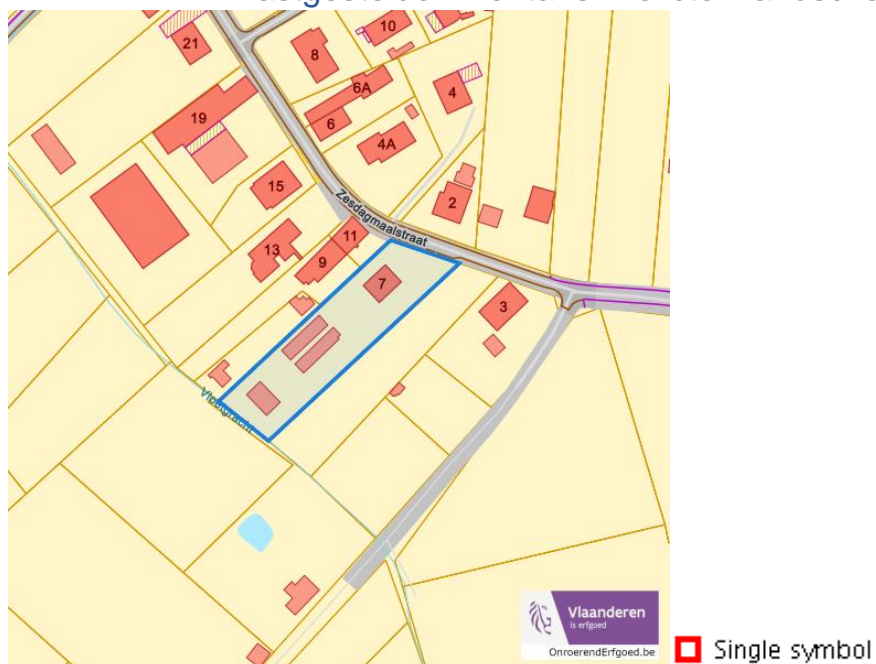 10
8
21
6A
4
6
19
4A
15
2
Zesdagmaalstraat
11
13
9
7
3
Vlaanderen
is erfgoed
OnroerendErfgoed.be
Single symbol